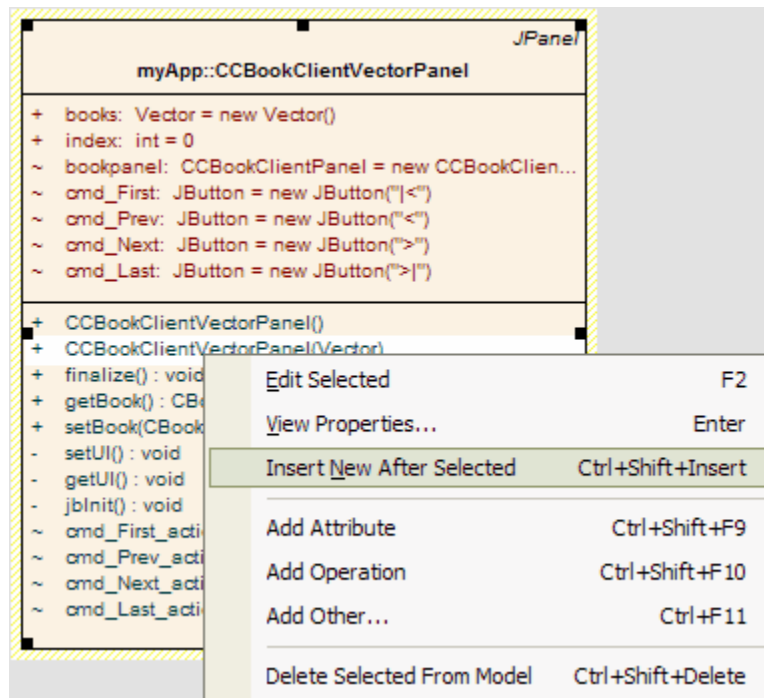 JPanel
myApp::CCBookClientVectorPanel
+ books: Vector = new Vector()
+ index: int = 0
~ bookpanel: CCBookClientPanel = new CCBookClien...
~ cmd_First: JButton = new JButton("|<")
~ cmd_Prev: JButton = new JButton("<")
~ cmd_Next: JButton = new JButton(">")
~ cmd_Last: JButton = new JButton(">|")
+ CCBookClientVectorPanel()
+ CCBookClientVectorPanel(Vector)
+ finalize() : void
+ getBook() : CBo
+ setBook(CBook
- setUI() : void
- getUI() : void
- jbInit() : void
~ cmd_First_acti
~ cmd_Prev_acti
~ cmd_Next_acti
~ cmd_Last_acti
Edit Selected F2
View Properties... Enter
Insert New After Selected Ctrl+Shift+Insert
Add Attribute Ctrl+Shift+F9
Add Operation Ctrl+Shift+F10
Add Other... Ctrl+F11
Delete Selected From Model Ctrl+Shift+Delete